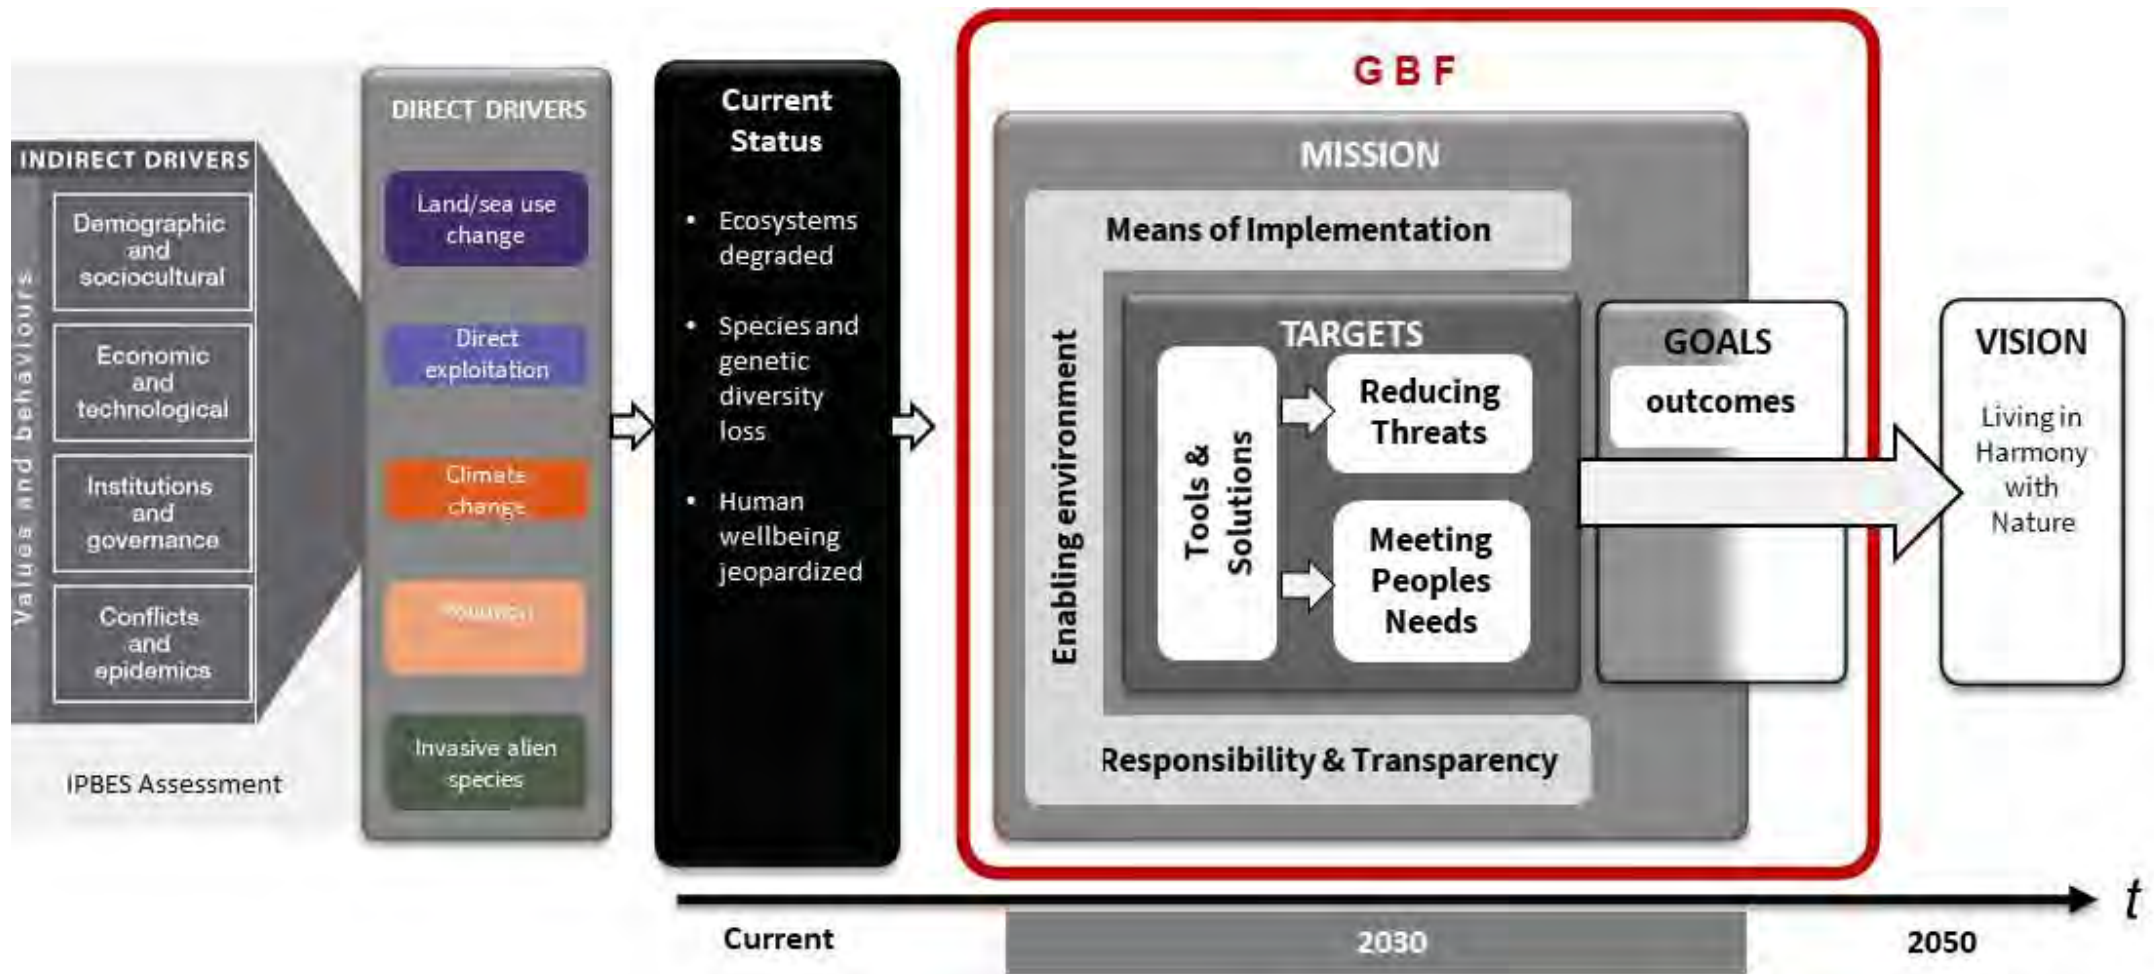 INDIRECT DRIVERS
Values and behaviours
Demographic
and
sociocultural
Economic
and
technological
Institutions
and
governance
Conflicts
and
epidemics
IPBES Assessment
DIRECT DRIVERS
Land/sea use
change
Direct
exploitation
Climate
change
Invasive alien
species
Current
Status
• Ecosystems
degraded
• Species and
genetic
diversity
loss
• Human
wellbeing
jeopardized
GBF
MISSION
Means of Implementation
Enabling environment
TARGETS
Tools &
Solutions
Reducing
Threats
Meeting
Peoples
Needs
Responsibility & Transparency
GOALS
outcomes
VISION
Living in
Harmony
with
Nature
t
Current
2030
2050